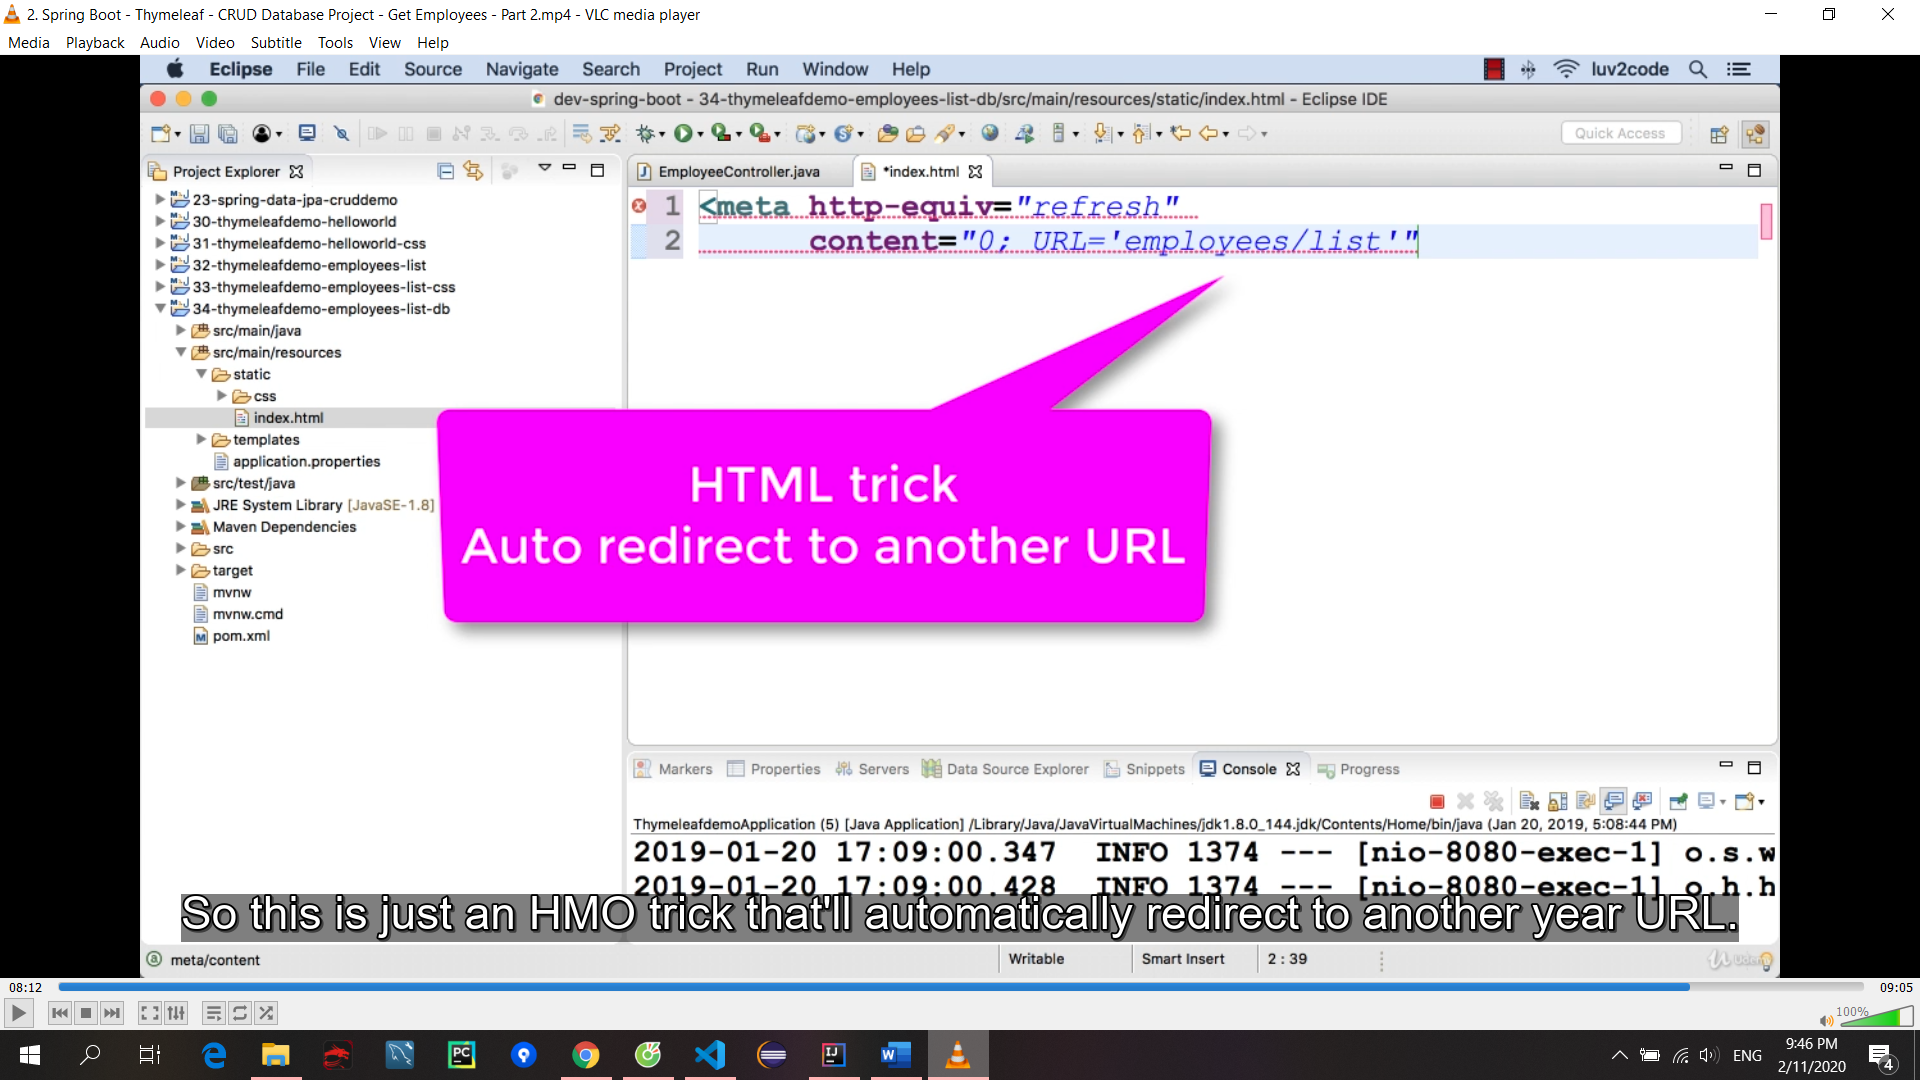 2. Spring Boot - Thymeleaf - CRUD Database Project - Get Employees - Part 2.mp4 - VLC media player
Media Playback Audio Video Subtitle Tools View Help
Eclipse File Edit Source Navigate Search Project Run Window Help luv2code
dev-spring-boot - 34-thymeleafdemo-employees-list-db/src/main/resources/static/index.html - Eclipse IDE
Quick Access
Project Explorer
EmployeeController.java *index.html
23-spring-data-jpa-cruddemo
30-thymeleafdemo-helloworld
31-thymeleafdemo-helloworld-css
32-thymeleafdemo-employees-list
33-thymeleafdemo-employees-list-css
34-thymeleafdemo-employees-list-db
src/main/java
src/main/resources
static
css
index.html
templates
application.properties
src/test/java
JRE System Library [JavaSE-1.8]
Maven Dependencies
src
target
mvnw
mvnw.cmd
pom.xml
1 <meta http-equiv="refresh"
2 content="0; URL='employees/list'"
HTML trick
Auto redirect to another URL
Markers Properties Servers Data Source Explorer Snippets Console Progress
ThymeleafdemoApplication (5) [Java Application] /Library/Java/JavaVirtualMachines/jdk1.8.0_144.jdk/Contents/Home/bin/java (Jan 20, 2019, 5:08:44 PM)
2019-01-20 17:09:00.347 INFO 1374 --- [nio-8080-exec-1] o.s.w
2019-01-20 17:09:00.428 INFO 1374 --- [nio-8080-exec-1] o.h.h
So this is just an HMO trick that'll automatically redirect to another year URL.
meta/content Writable Smart Insert 2 : 39
Udemy
08:12 09:05
100%
PC IJ W
ENG
9:46 PM
2/11/2020
4